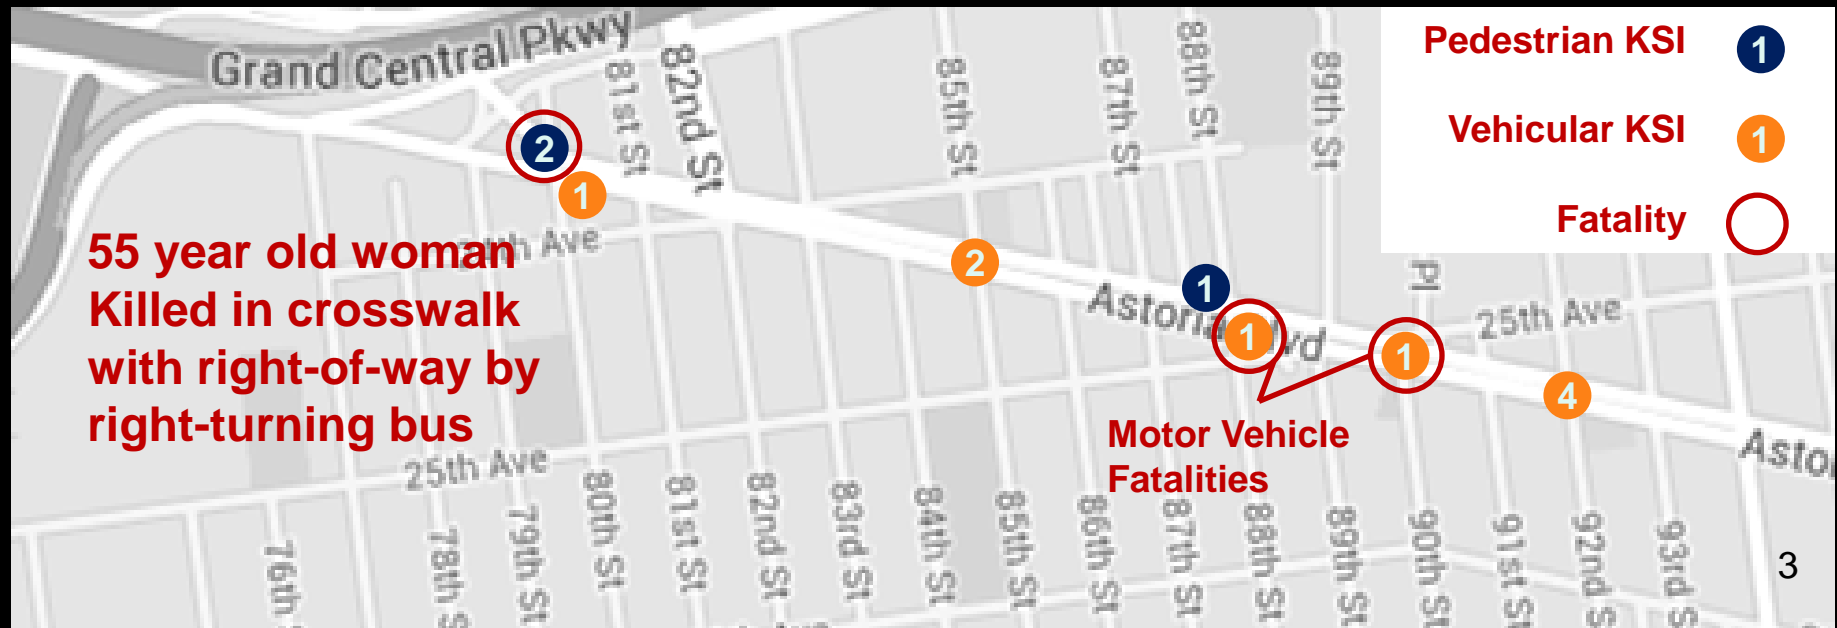 Grand Central Pkwy
81st St
82nd St
85th St
87th St
88th St
89th St
Pedestrian KSI 1
Vehicular KSI 1
Fatality
2
1
2
1
1
1
4
55 year old woman
Killed in crosswalk
with right-of-way by
right-turning bus
Ave
Astoria Blvd
Pl
25th Ave
Motor Vehicle
Fatalities
25th Ave
Asto
76th
78th S
79th St
80th St
81st St
82nd St
83rd St
84th St
85th St
86th St
87th St
88th St
89th St
90th St
91st St
92nd S
93rd S
3